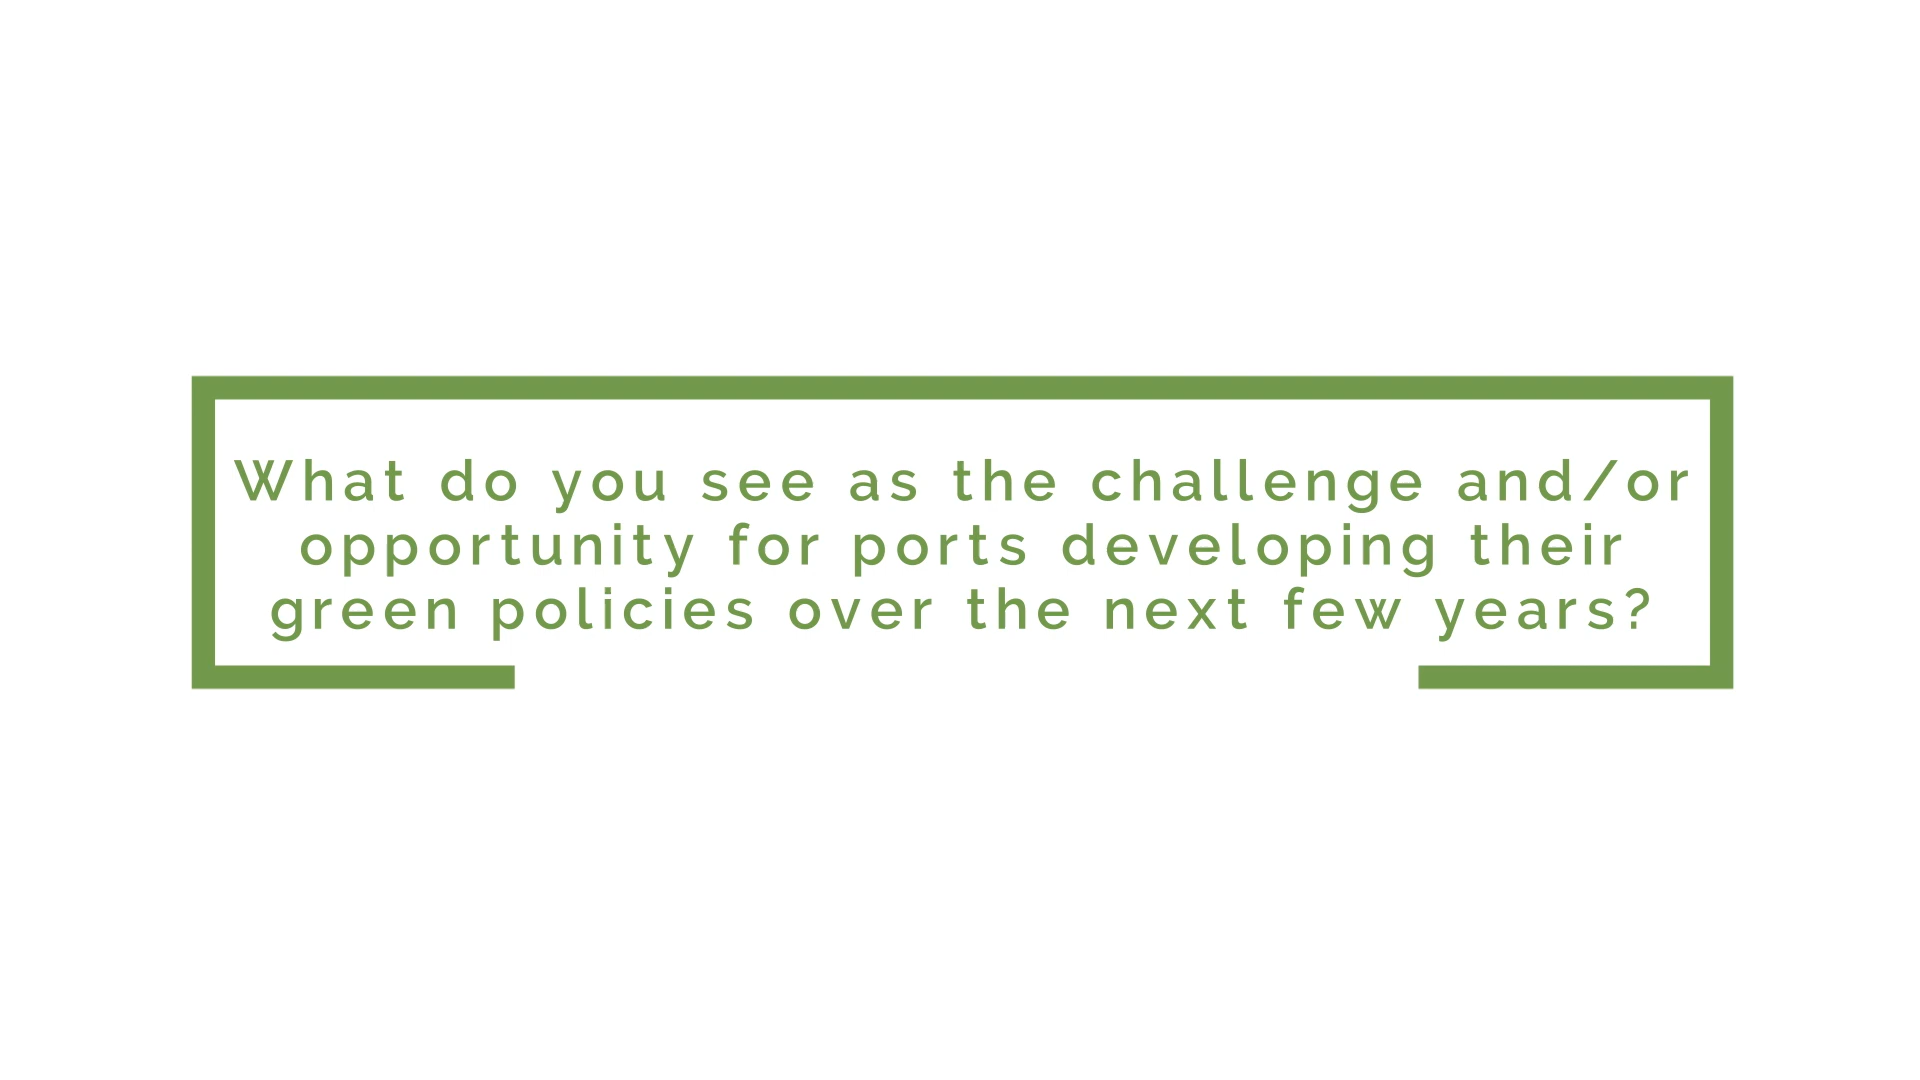 What do you see as the challenge and/or
opportunity for ports developing their
green policies over the next few years?